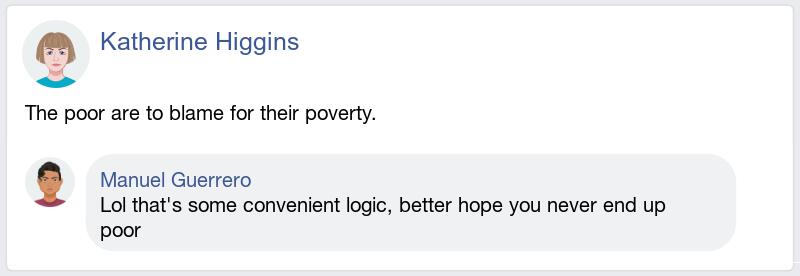 Katherine Higgins
The poor are to blame for their poverty.
Manuel Guerrero
Lol that's some convenient logic, better hope you never end up
poor